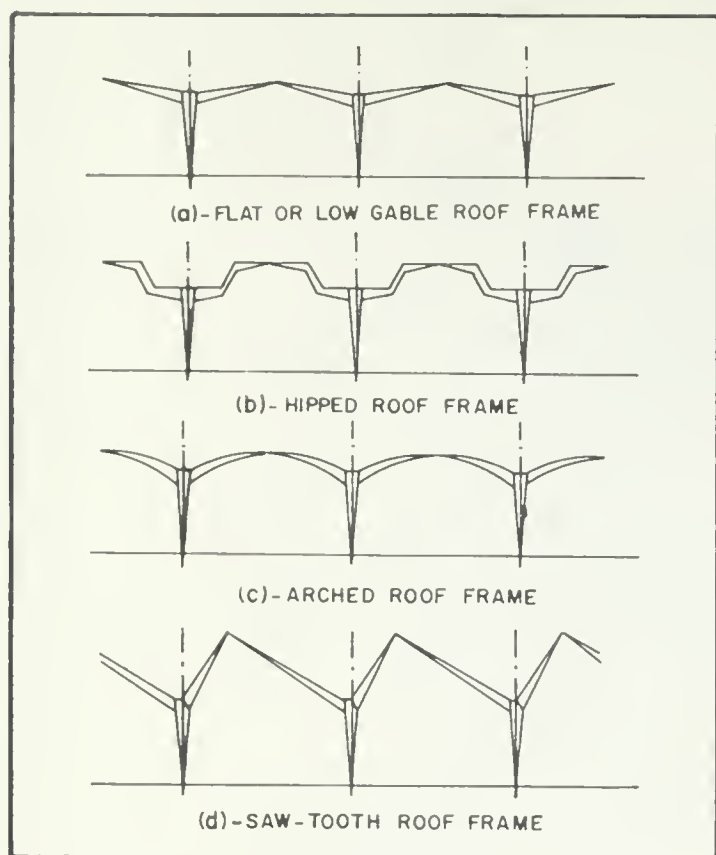 (a)-FLAT OR LOW GABLE ROOF FRAME
(b)-HIPPED ROOF FRAME
(c)-ARCHED ROOF FRAME
(d)-SAW-TOOTH ROOF FRAME